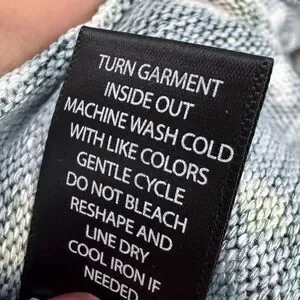 TURN GARMENT
INSIDE OUT
MACHINE WASH COLD
WITH LIKE COLORS
GENTLE CYCLE
DO NOT BLEACH
RESHAPE AND
LINE DRY
COOL IRON IF
NEEDED